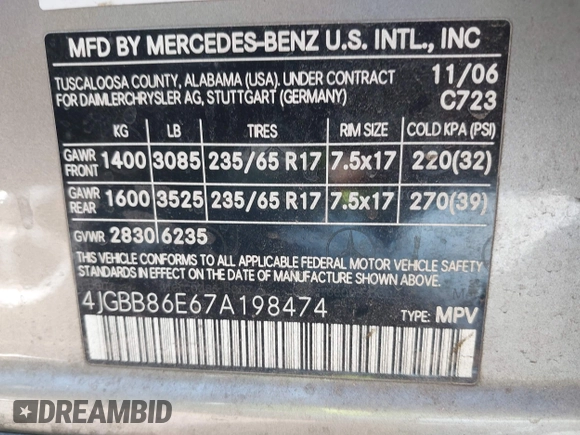 MFD BY MERCEDES-BENZ U.S. INTL., INC
TUSCALOOSA COUNTY, ALABAMA (USA). UNDER CONTRACT 11/06
FOR DAIMLERCHRYSLER AG, STUTTGART (GERMANY) C723
KG LB TIRES RIM SIZE COLD KPA (PSI)
GAWR FRONT 1400 3085 235/65 R17 7.5x17 220(32)
GAWR REAR 1600 3525 235/65 R17 7.5x17 270(39)
GVWR 2830 6235
THIS VEHICLE CONFORMS TO ALL APPLICABLE FEDERAL MOTOR VEHICLE SAFETY
STANDARDS IN EFFECT ON THE DATE OF MANUFACTURE SHOWN ABOVE.
4JGBB86E67A198474 TYPE: MPV
DREAMBID